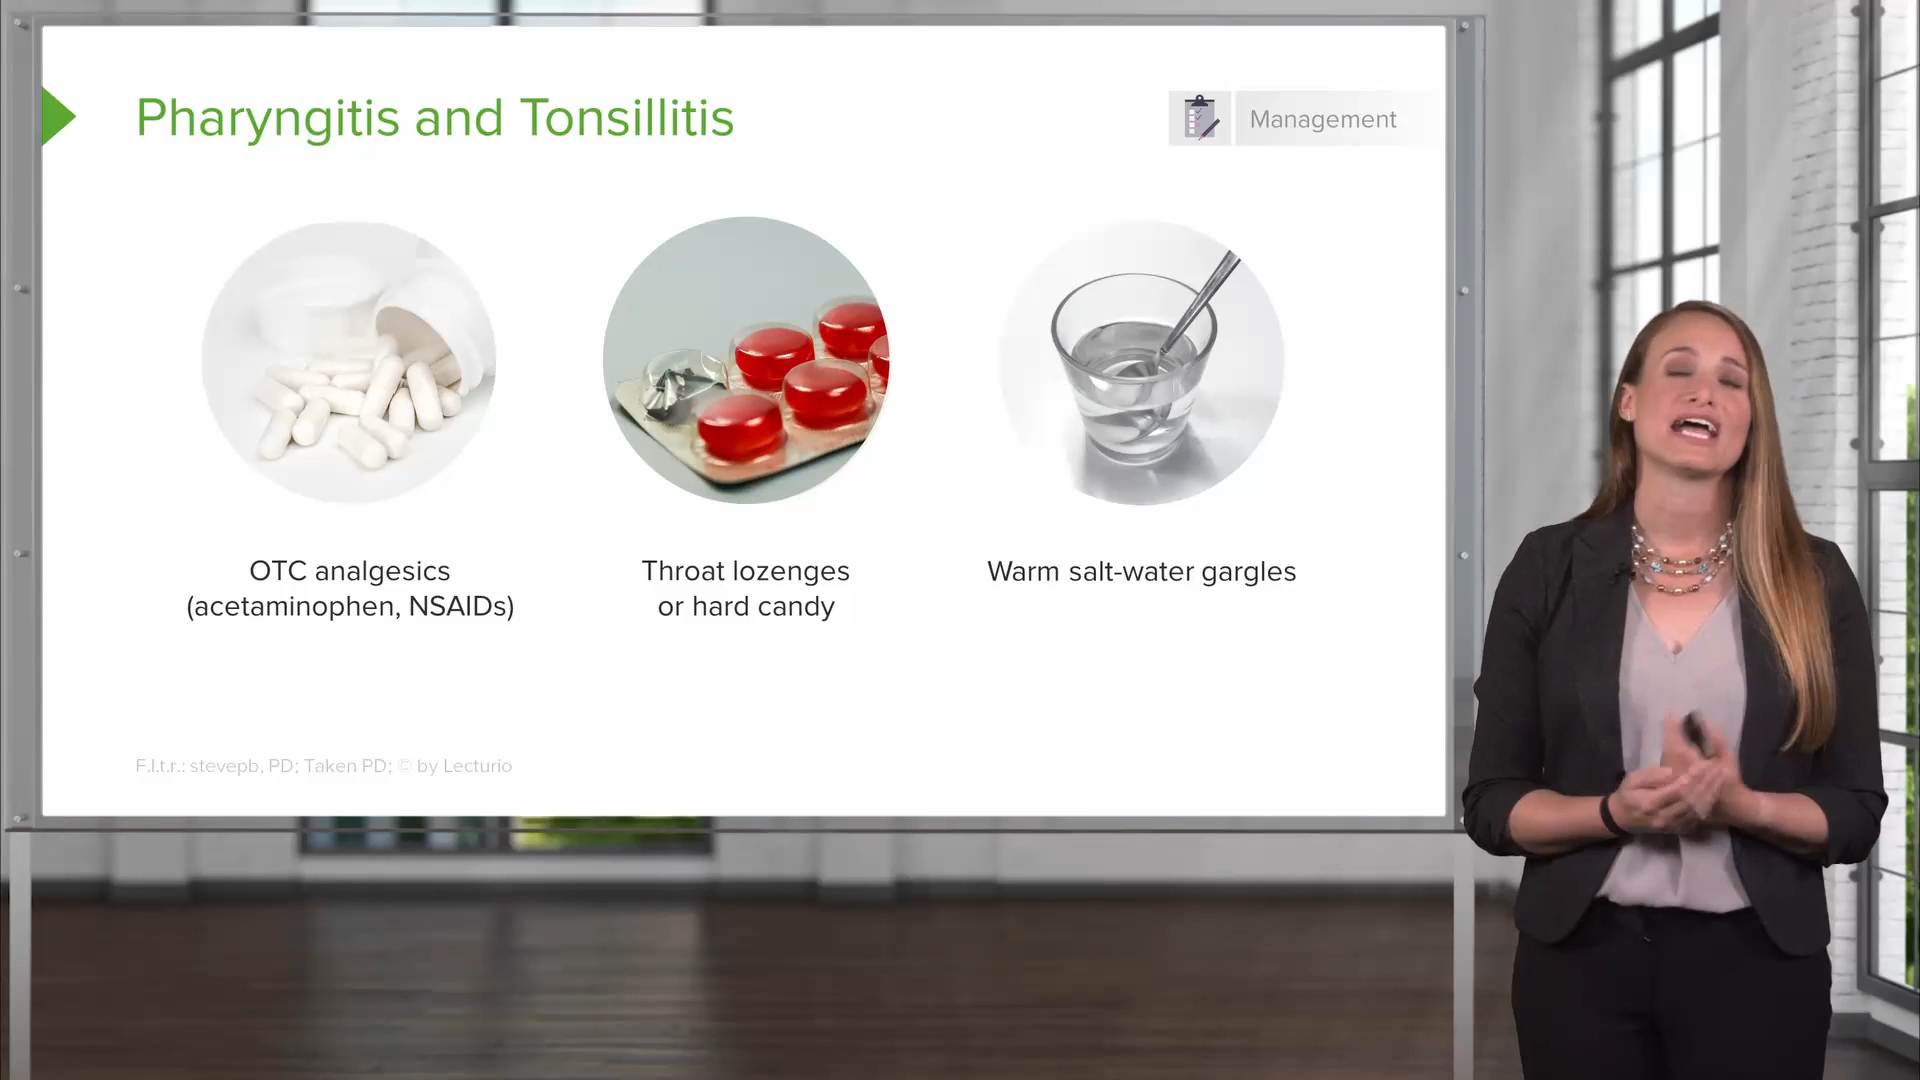 Pharyngitis and Tonsillitis
Management
OTC analgesics
(acetaminophen, NSAIDs)
Throat lozenges
or hard candy
Warm salt-water gargles
F.l.t.r.: stevepb, PD; Taken PD; © by Lecturio